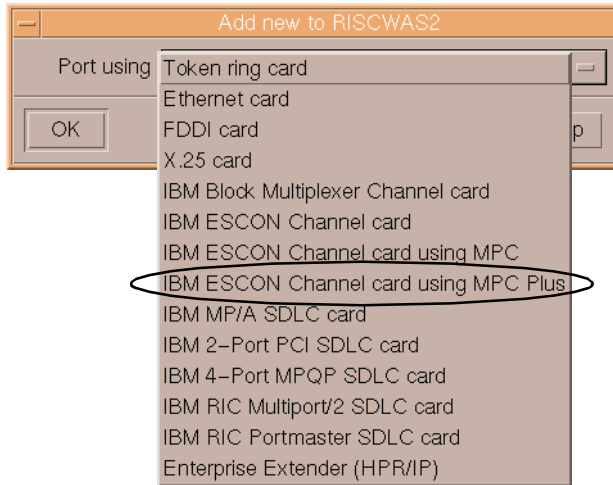 Add new to RISCWAS2
Port using
Token ring card
Ethernet card
OK
FDDI card
p
X.25 card
IBM Block Multiplexer Channel card
IBM ESCON Channel card
IBM ESCON Channel card using MPC
IBM ESCON Channel card using MPC Plus
IBM MP/A SDLC card
IBM 2-Port PCI SDLC card
IBM 4-Port MPQP SDLC card
IBM RIC Multiport/2 SDLC card
IBM RIC Portmaster SDLC card
Enterprise Extender (HPR/IP)